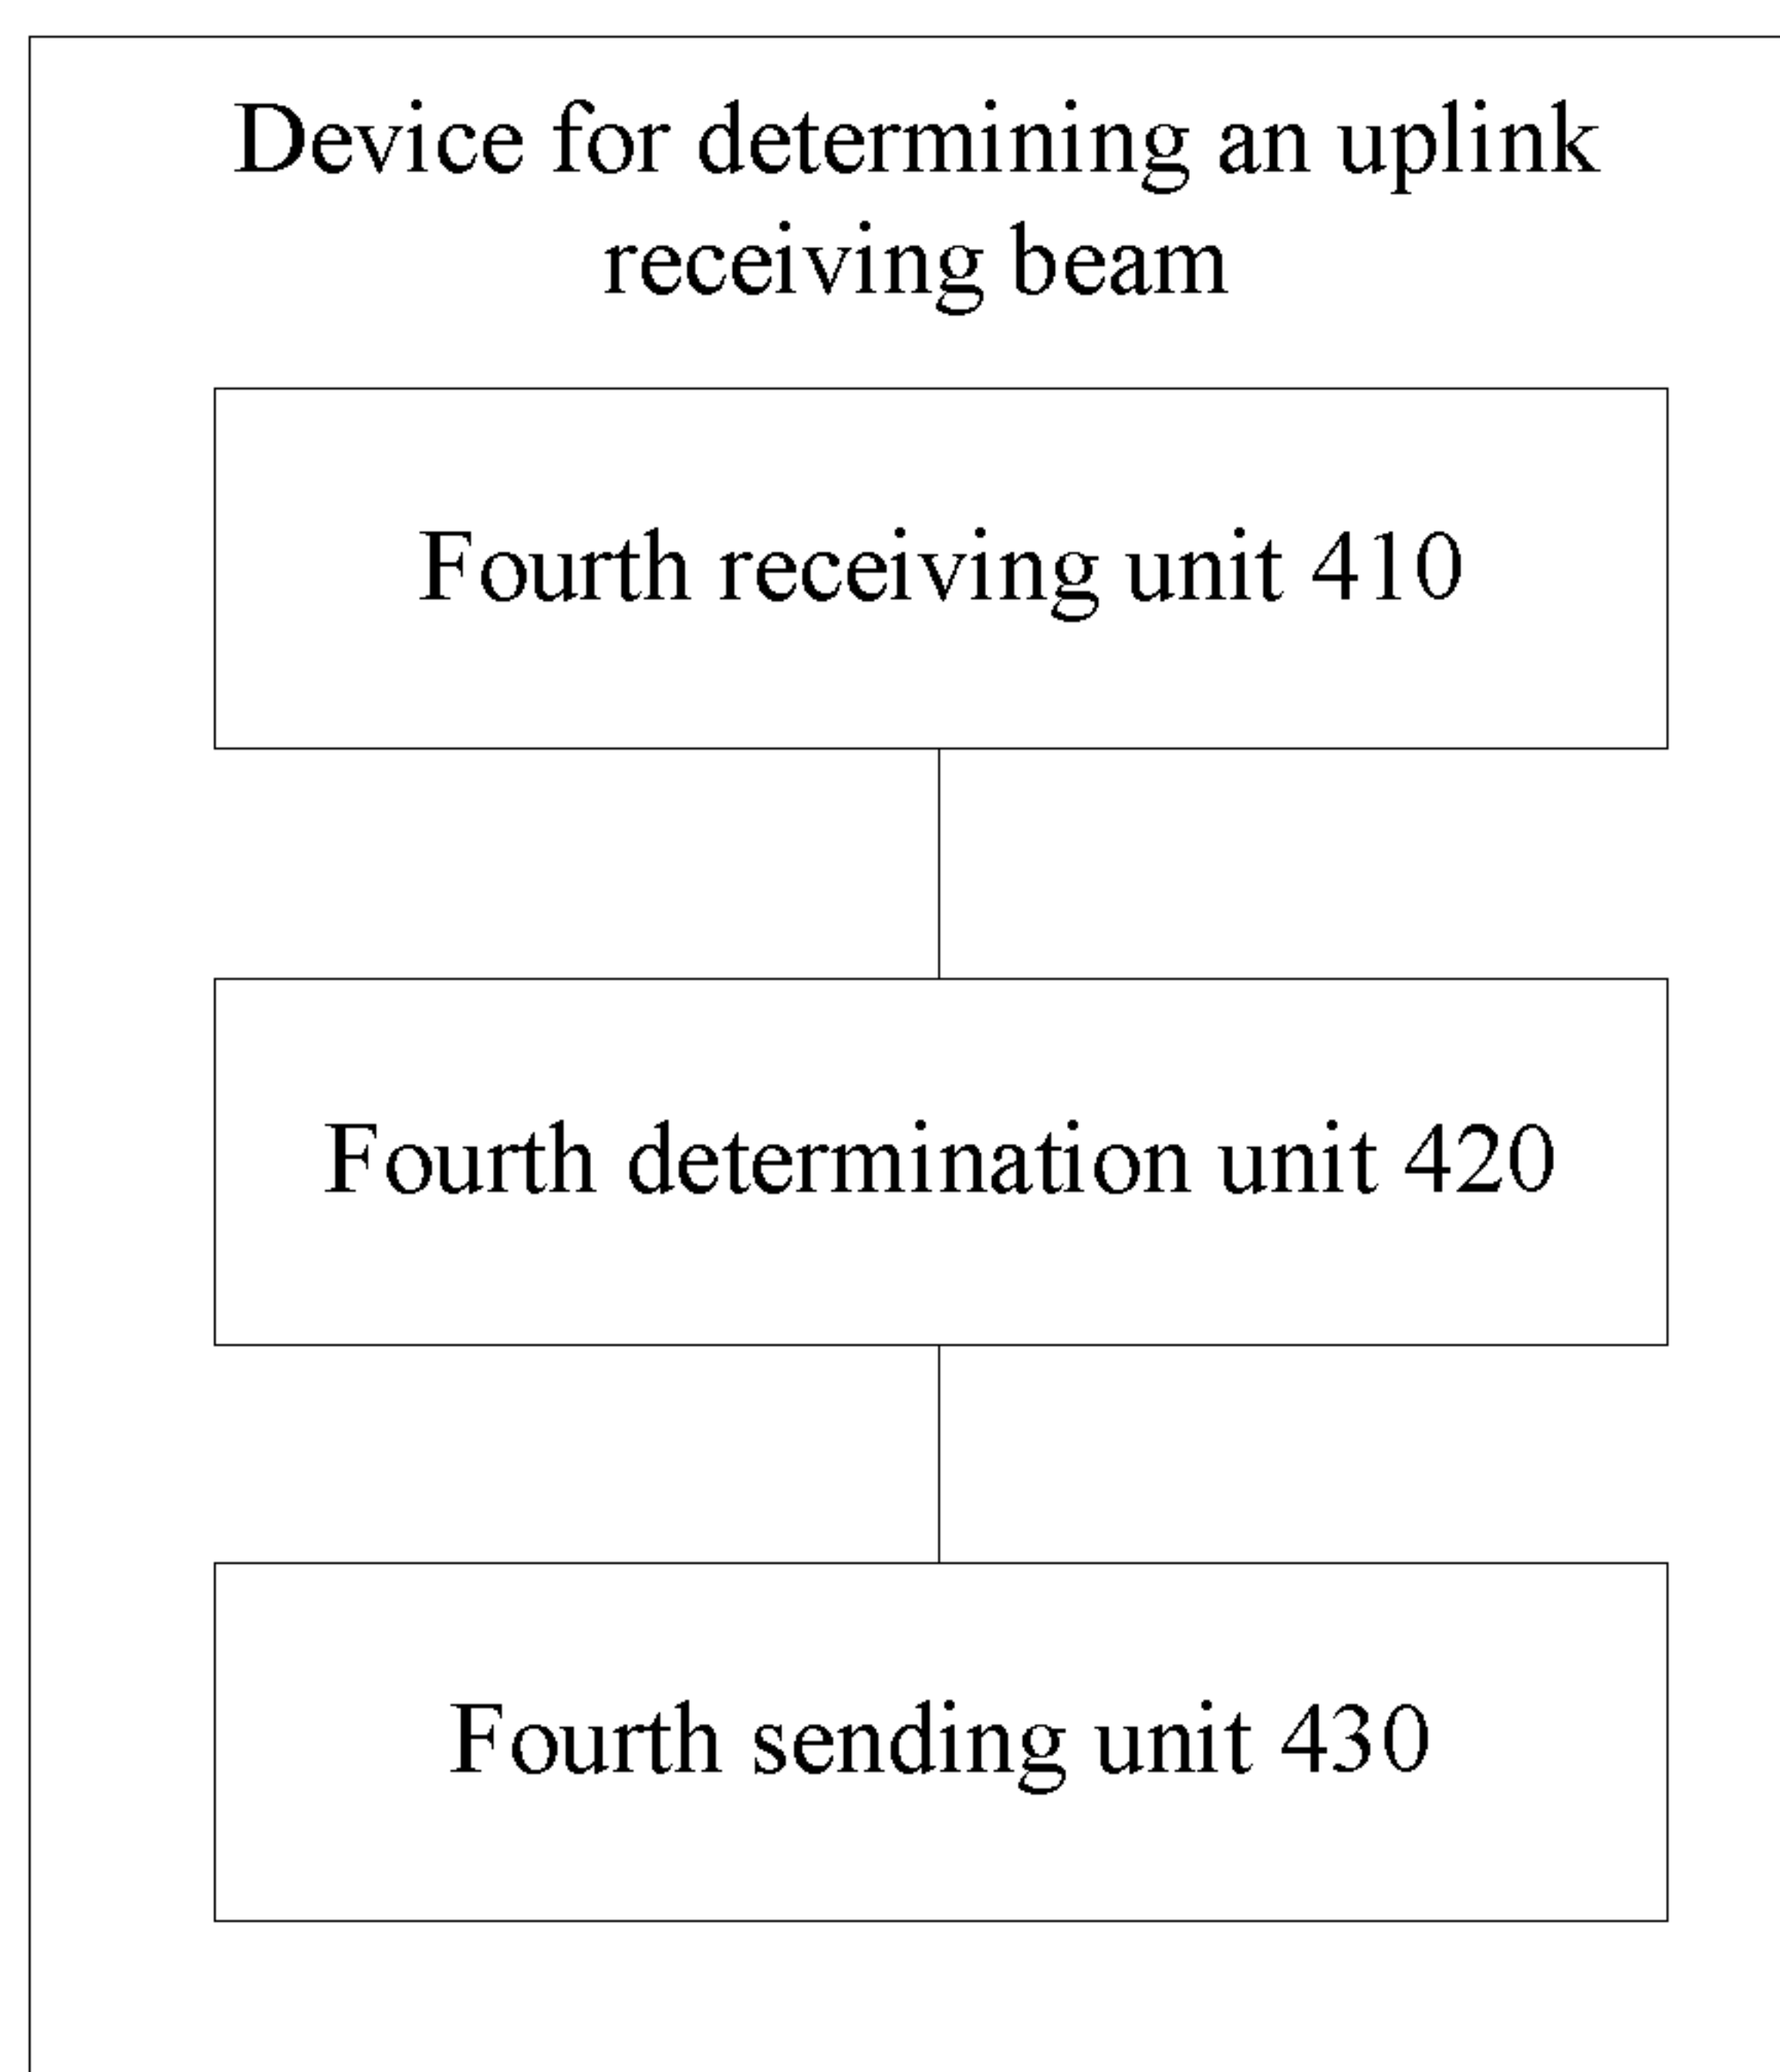 Device for determining an uplink
receiving beam
Fourth receiving unit 410
Fourth determination unit 420
Fourth sending unit 430